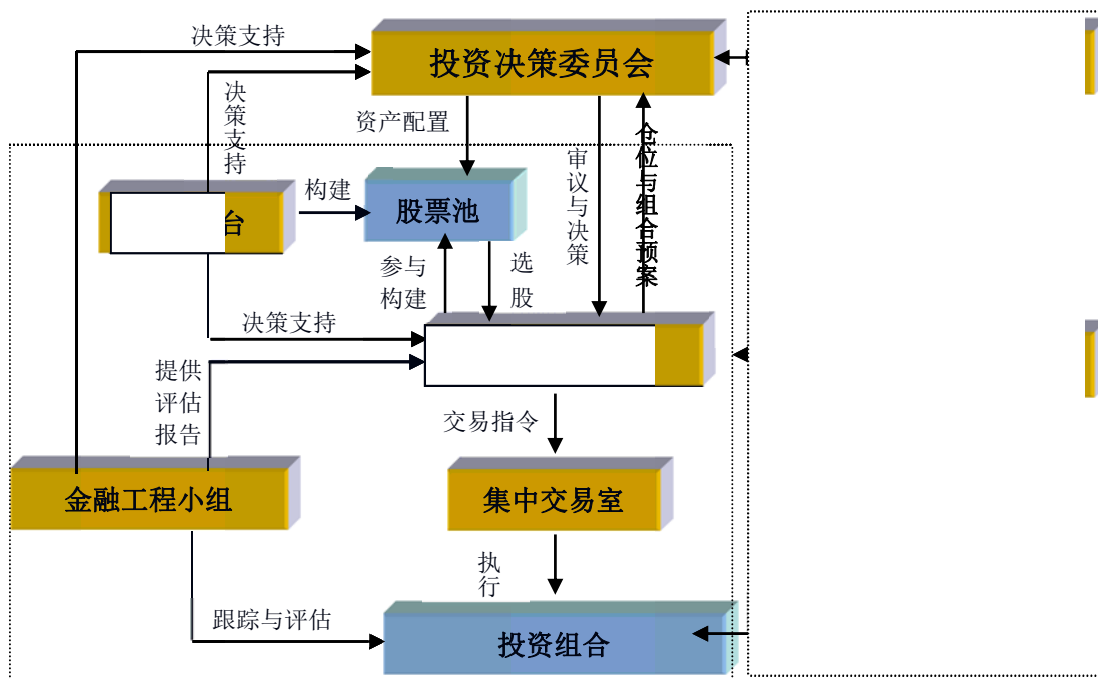 决策支持
投资决策委员会
决策支持
资产配置
审议与决策
仓位与组合预案
构建
股票池
台
参与
构建
选股
决策支持
提供
评估
报告
交易指令
金融工程小组
集中交易室
执行
跟踪与评估
投资组合